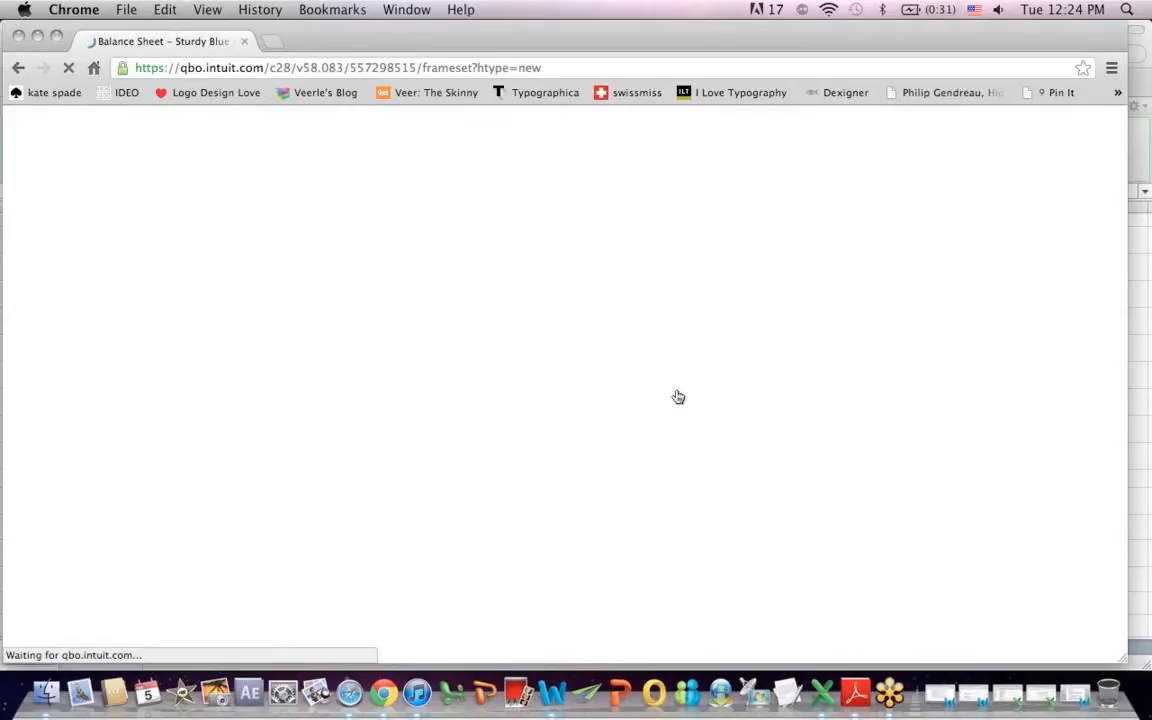 Chrome File Edit View History Bookmarks Window Help 17 (0:31) Tue 12:24 PM
Balance Sheet – Sturdy Blue
https://qbo.intuit.com/c28/v58.083/557298515/frameset?htype=new
kate spade IDEO Logo Design Love Veerle's Blog Veer: The Skinny Typographica swissmiss I Love Typography Dexigner Philip Gendreau, Hig Pin It »
Waiting for qbo.intuit.com...